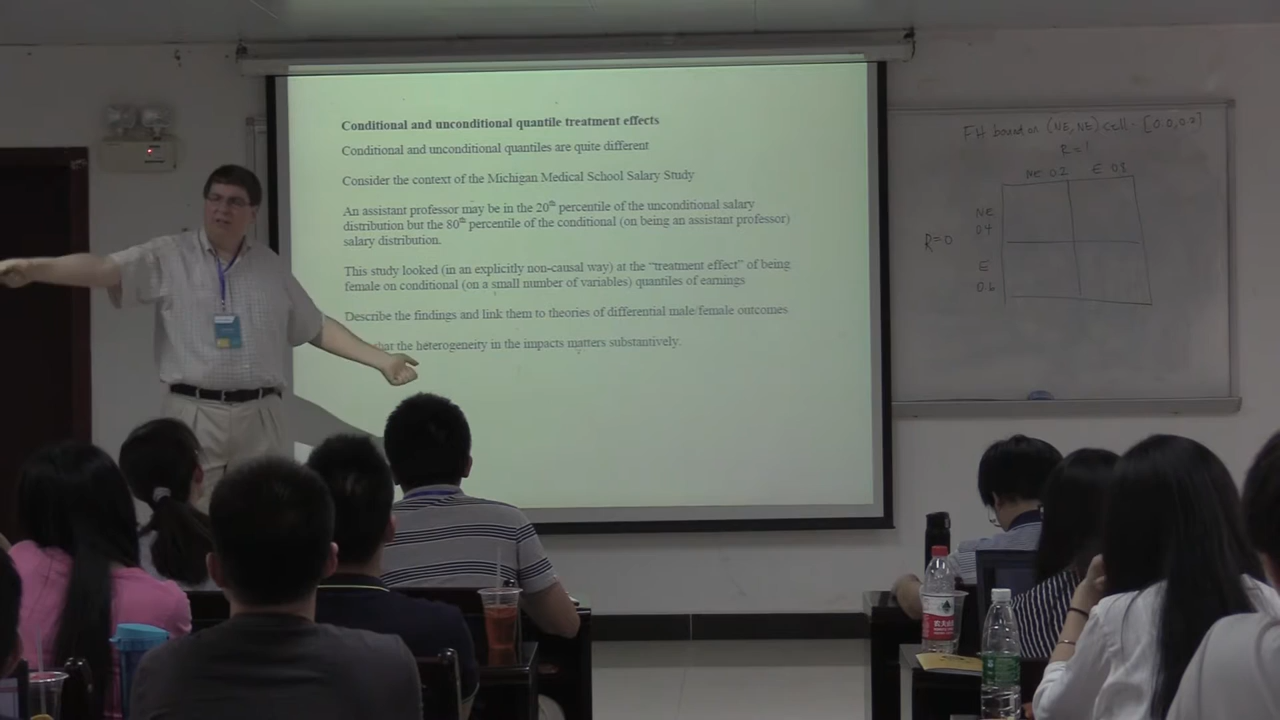 Conditional and unconditional quantile treatment effects
Conditional and unconditional quantiles are quite different
Consider the context of the Michigan Medical School Salary Study
An assistant professor may be in the 20th percentile of the unconditional salary
distribution but the 80th percentile of the conditional (on being an assistant professor)
salary distribution.
This study looked (in an explicitly non-causal way) at the “treatment effect” of being
female on conditional (on a small number of variables) quantiles of earnings
Describe the findings and link them to theories of differential male/female outcomes
that the heterogeneity in the impacts matters substantively.
FH bound on (NE, NE) cell
R=1
NE 0.2 E 0.8
NE
0.4
R=0
E
0.6